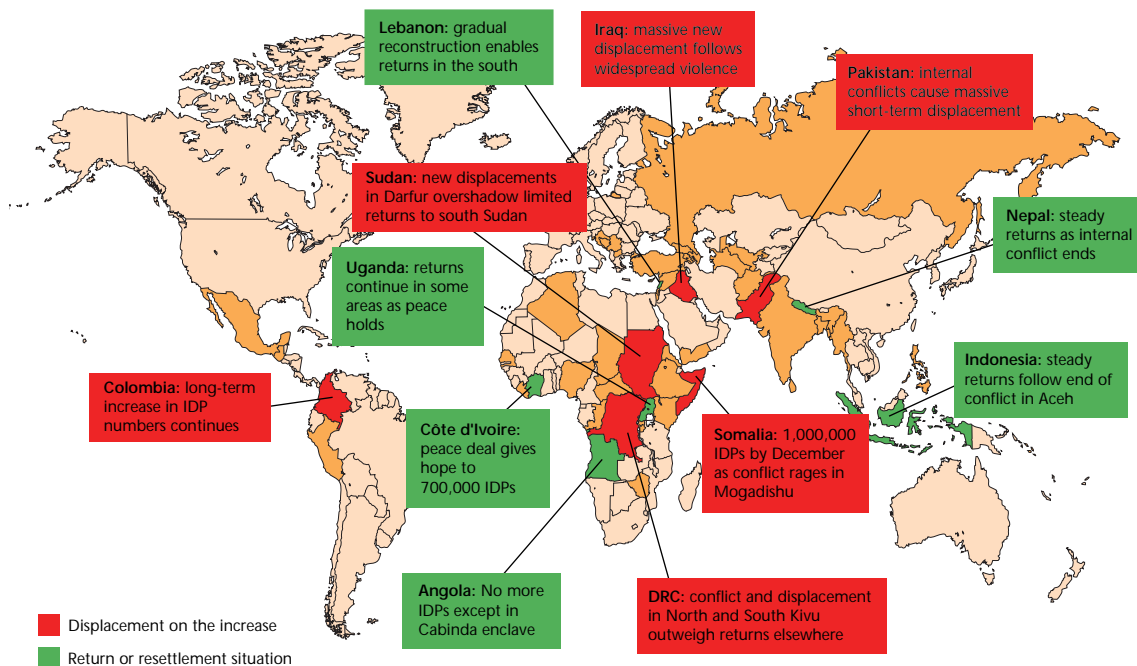 Lebanon: gradual
reconstruction enables
returns in the south
Iraq: massive new
displacement follows
widespread violence
Pakistan: internal
conflicts cause massive
short-term displacement
Sudan: new displacements
in Darfur overshadow limited
returns to south Sudan
Nepal: steady
returns as internal
conflict ends
Uganda: returns
continue in some
areas as peace
holds
Indonesia: steady
returns follow end of
conflict in Aceh
Colombia: long-term
increase in IDP
numbers continues
Côte d'Ivoire:
peace deal gives
hope to
700,000 IDPs
Somalia: 1,000,000
IDPs by December
as conflict rages in
Mogadishu
Angola: No more
IDPs except in
Cabinda enclave
DRC: conflict and displacement
in North and South Kivu
outweigh returns elsewhere
Displacement on the increase
Return or resettlement situation